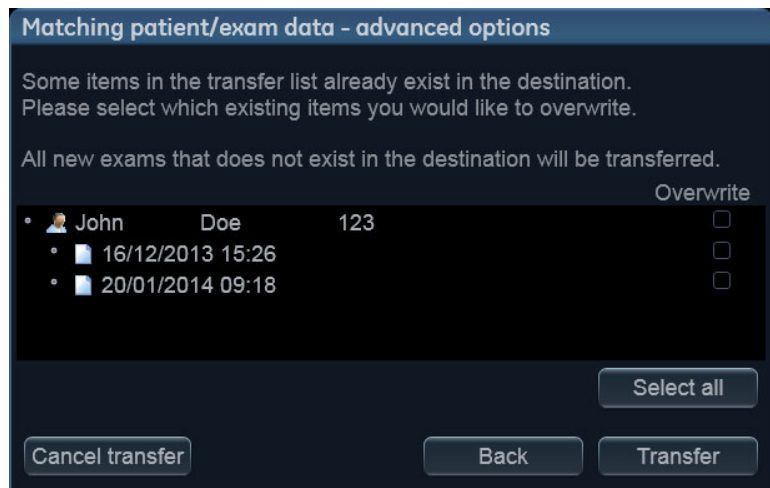 Matching patient/exam data - advanced options
Some items in the transfer list already exist in the destination.
Please select which existing items you would like to overwrite.
All new exams that does not exist in the destination will be transferred.
Overwrite
John Doe 123
16/12/2013 15:26
20/01/2014 09:18
Select all
Cancel transfer Back Transfer